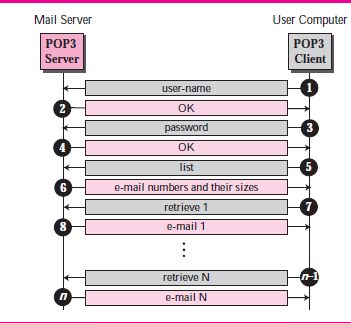 Mail Server User Computer
POP3 Server POP3 Client
user-name 1
2 OK
password 3
4 OK
list 5
6 e-mail numbers and their sizes
retrieve 1 7
8 e-mail 1
retrieve N n-1
n e-mail N